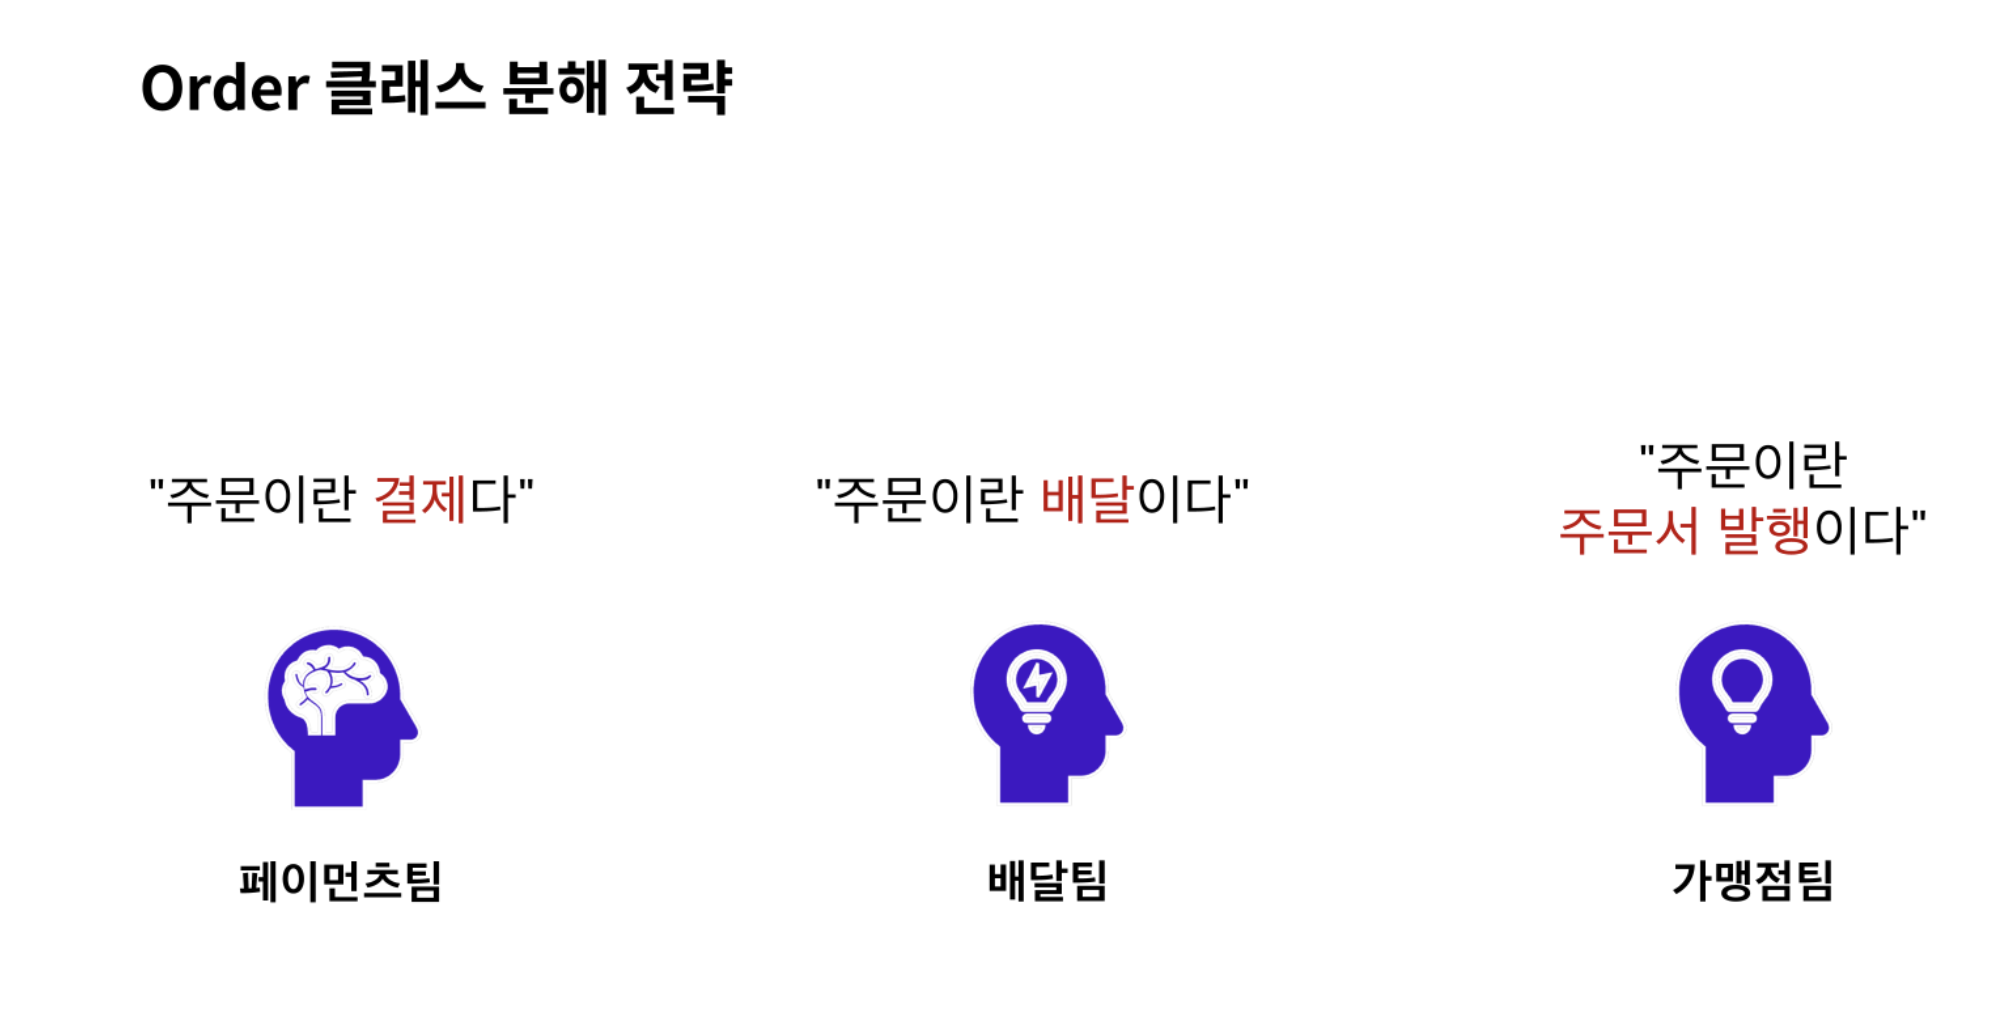 Order 클래스 분해 전략
"주문이란 결제다"
"주문이란 배달이다"
"주문이란
주문서 발행이다"
페이먼츠팀
배달팀
가맹점팀